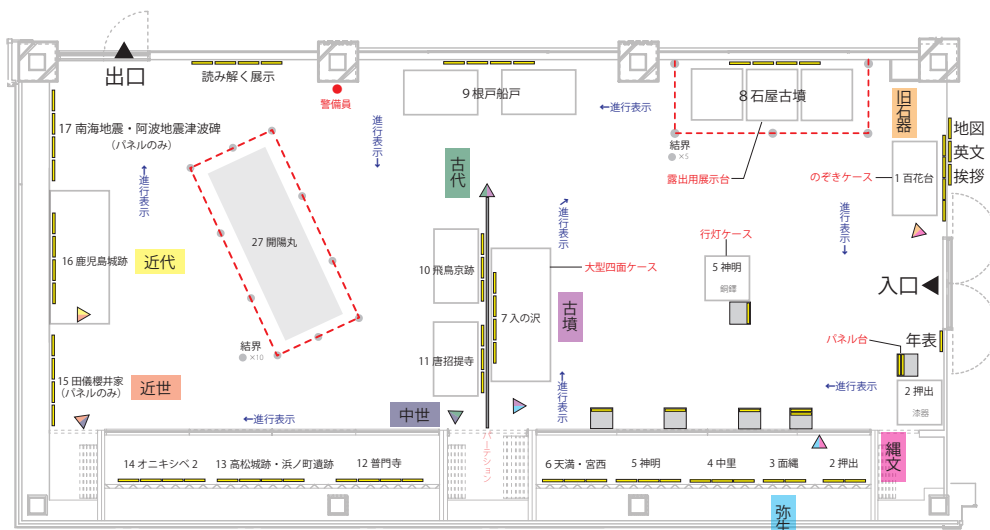 出口
読み解く展示
警備員
9 根戸船戸
←進行表示
8 石屋古墳
旧石器
地図
英文
挨拶
17 南海地震・阿波地震津波碑
（パネルのみ）
進行表示↓
古代
結界
×5
露出用展示台
のぞきケース
1 百花台
↑進行表示
27 開陽丸
↗進行表示
進行表示↓
行灯ケース
16 鹿児島城跡
近代
10 飛鳥京跡
大型四面ケース
5 神明
銅鐸
入口
7 入の沢
古墳
結界
×10
11 唐招提寺
パネル台
年表
15 田儀櫻井家
（パネルのみ）
近世
↑進行表示
←進行表示
2 押出
漆器
←進行表示
中世
パーテション
縄文
14 オニキシベ 2
13 高松城跡・浜ノ町遺跡
12 普門寺
6 天満・宮西
5 神明
4 中里
3 面縄
2 押出
弥生